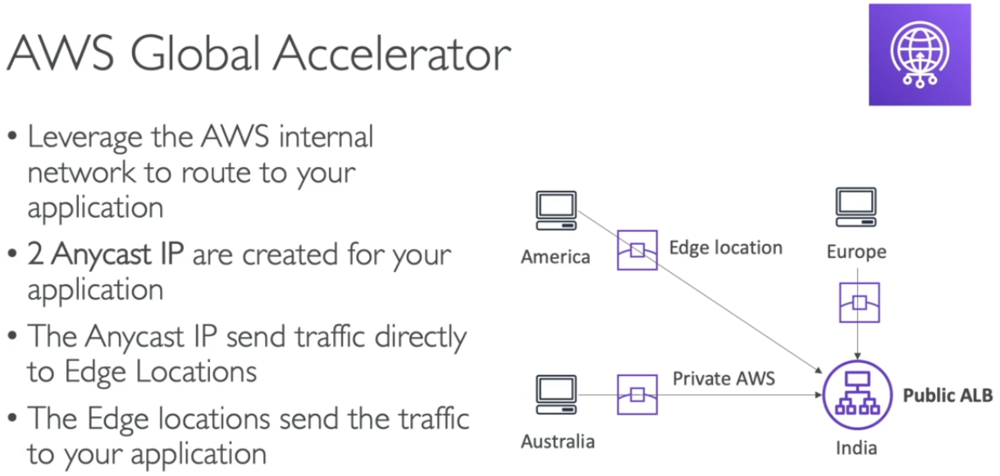 AWS Global Accelerator
• Leverage the AWS internal
network to route to your
application
• 2 Anycast IP are created for your
application
• The Anycast IP send traffic directly
to Edge Locations
• The Edge locations send the traffic
to your application
America
Edge location
Europe
Australia
Private AWS
Public ALB
India